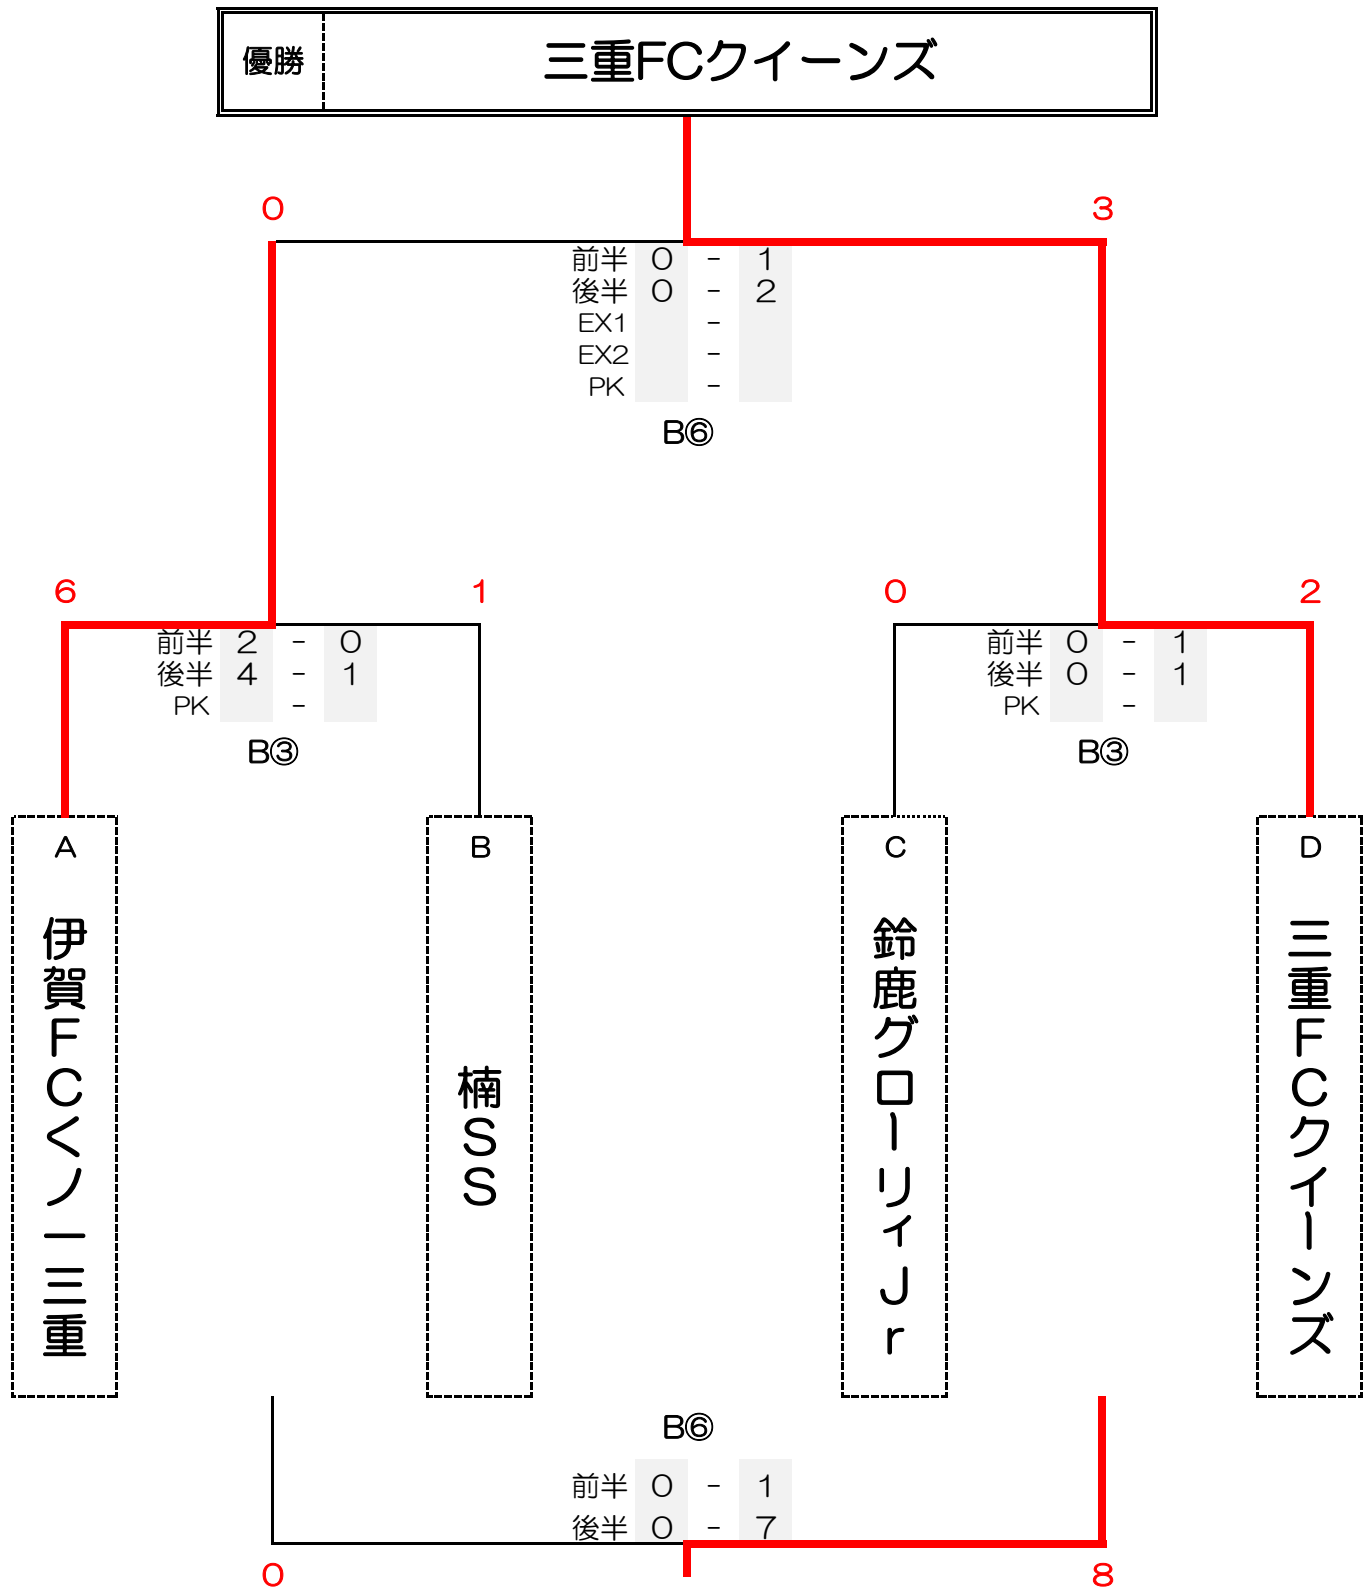 優勝 三重FCクイーンズ
0 3
前半 0 - 1
後半 0 - 2
EX1 -
EX2 -
PK -
B⑥
6 1 0 2
前半 2 - 0 前半 0 - 1
後半 4 - 1 後半 0 - 1
PK - PK -
B③ B③
A B C D
伊賀FCくノ一三重
楠SS
鈴鹿グローリィJr
三重FCクイーンズ
B⑥
前半 0 - 1
後半 0 - 7
0 8